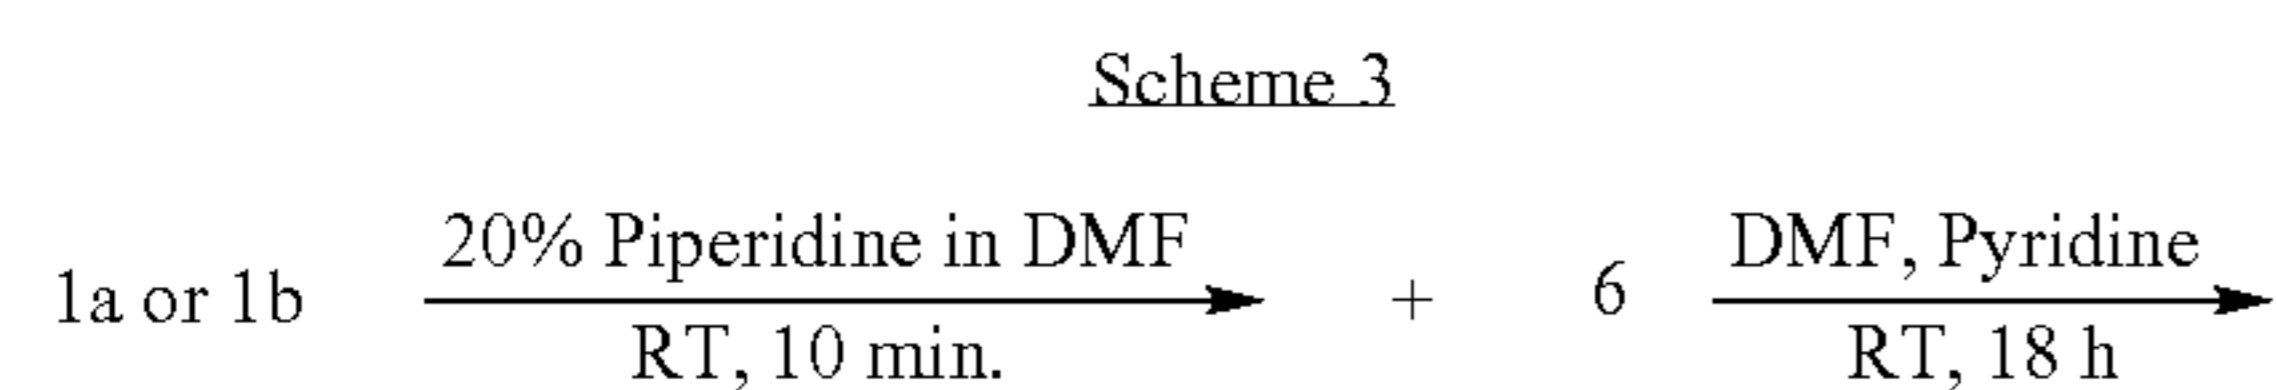 Scheme 3
20% Piperidine in DMF
DMF, Pyridine
1a or 1b + 6
RT, 10 min.
RT, 18 h